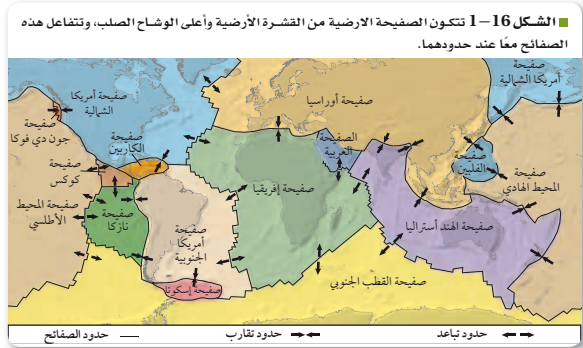 ■ الشكل 16–1 تتكون الصفيحة الارضية من القشرة الأرضية وأعلى الوشاح الصلب، وتتفاعل هذه
الصفائح معًا عند حدودهما.
صفيحة
أمريكا الشمالية
صفيحة أمريكا
الشمالية
صفيحة أوراسيا
صفيحة
جون دي فوكا
صفيحة
الكاريبي
الصفيحة
العربية
صفيحة
الفلبين
صفيحة
كوكس
صفيحة
المحيط الهادي
صفيحة إفريقيا
صفيحة المحيط
الأطلسي
صفيحة
نازكا
صفيحة الهند أستراليا
صفيحة
أمريكا
الجنوبية
صفيحة القطب الجنوبي
صفيحة إسكوتيا
حدود تباعد
حدود تقارب
حدود الصفائح